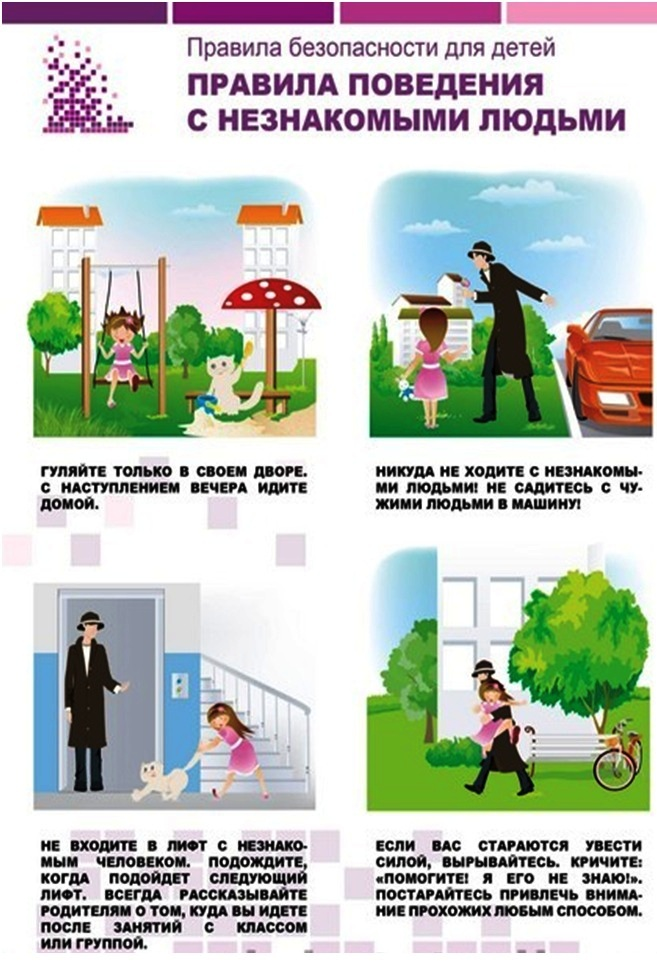 Правила безопасности для детей
ПРАВИЛА ПОВЕДЕНИЯ
С НЕЗНАКОМЫМИ ЛЮДЬМИ
ГУЛЯЙТЕ ТОЛЬКО В СВОЕМ ДВОРЕ.
С НАСТУПЛЕНИЕМ ВЕЧЕРА ИДИТЕ
ДОМОЙ.
НИКУДА НЕ ХОДИТЕ С НЕЗНАКОМЫ-
МИ ЛЮДЬМИ! НЕ САДИТЕСЬ С ЧУ-
ЖИМИ ЛЮДЬМИ В МАШИНУ!
НЕ ВХОДИТЕ В ЛИФТ С НЕЗНАКО-
МЫМ ЧЕЛОВЕКОМ. ПОДОЖДИТЕ,
КОГДА ПОДОЙДЕТ СЛЕДУЮЩИЙ
ЛИФТ. ВСЕГДА РАССКАЗЫВАЙТЕ
РОДИТЕЛЯМ О ТОМ, КУДА ВЫ ИДЕТЕ
ПОСЛЕ ЗАНЯТИЙ С КЛАССОМ
ИЛИ ГРУППОЙ.
ЕСЛИ ВАС СТАРАЮТСЯ УВЕСТИ
СИЛОЙ, ВЫРЫВАЙТЕСЬ. КРИЧИТЕ:
«ПОМОГИТЕ! Я ЕГО НЕ ЗНАЮ!».
ПОСТАРАЙТЕСЬ ПРИВЛЕЧЬ ВНИМА-
НИЕ ПРОХОЖИХ ЛЮБЫМ СПОСОБОМ.